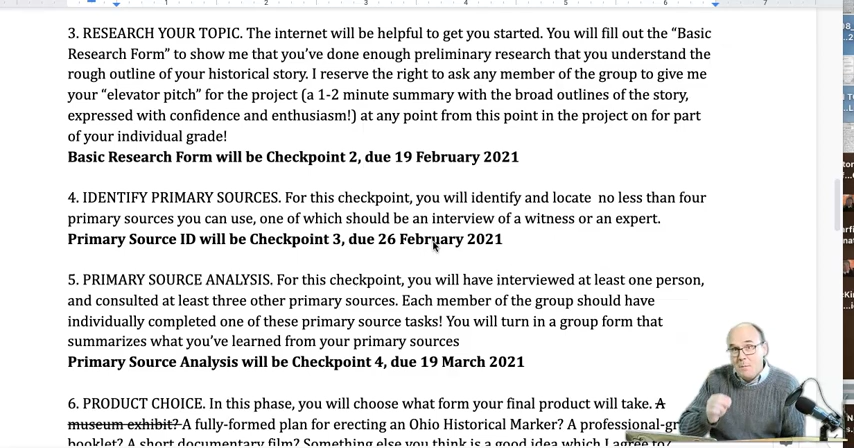 1 2 3 4 5 6 7
3. RESEARCH YOUR TOPIC. The internet will be helpful to get you started. You will fill out the “Basic
Research Form” to show me that you’ve done enough preliminary research that you understand the
rough outline of your historical story. I reserve the right to ask any member of the group to give me
your “elevator pitch” for the project (a 1-2 minute summary with the broad outlines of the story,
expressed with confidence and enthusiasm!) at any point from this point in the project on for part
of your individual grade!
Basic Research Form will be Checkpoint 2, due 19 February 2021
4. IDENTIFY PRIMARY SOURCES. For this checkpoint, you will identify and locate no less than four
primary sources you can use, one of which should be an interview of a witness or an expert.
Primary Source ID will be Checkpoint 3, due 26 February 2021
5. PRIMARY SOURCE ANALYSIS. For this checkpoint, you will have interviewed at least one person,
and consulted at least three other primary sources. Each member of the group should have
individually completed one of these primary source tasks! You will turn in a group form that
summarizes what you’ve learned from your primary sources
Primary Source Analysis will be Checkpoint 4, due 19 March 2021
6. PRODUCT CHOICE. In this phase, you will choose what form your final product will take. A
museum exhibit? A fully-formed plan for erecting an Ohio Historical Marker? A professional-gr
booklet? A short documentary film? Something else you think is a good idea which I agree to?